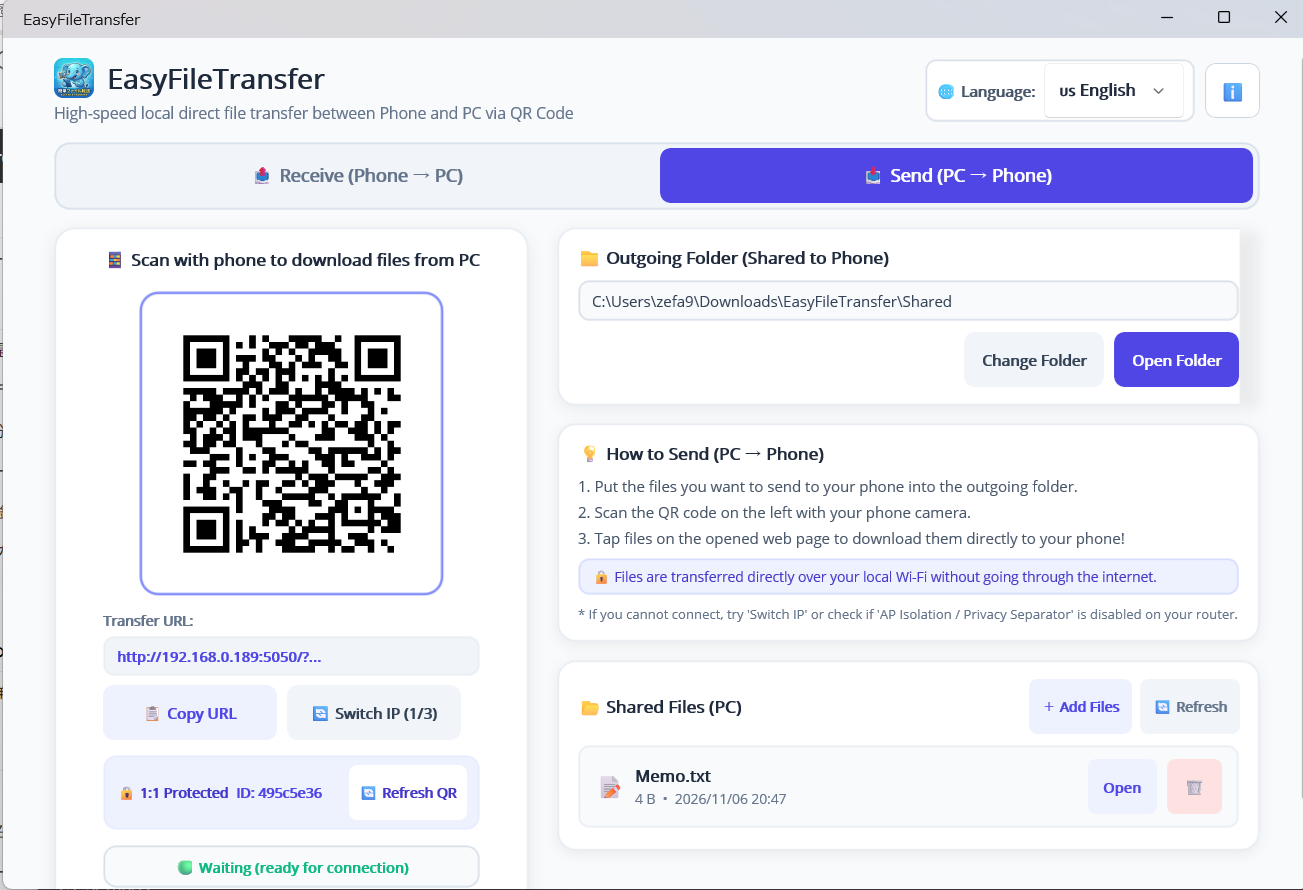 EasyFileTransfer
EasyFileTransfer
High-speed local direct file transfer between Phone and PC via QR Code
Language:
us English
Receive (Phone → PC)
Send (PC → Phone)
Scan with phone to download files from PC
Transfer URL:
http://192.168.0.189:5050/?...
Copy URL
Switch IP (1/3)
1:1 Protected ID: 495c5e36
Refresh QR
Waiting (ready for connection)
Outgoing Folder (Shared to Phone)
C:\Users\zefa9\Downloads\EasyFileTransfer\Shared
Change Folder
Open Folder
How to Send (PC → Phone)
1. Put the files you want to send to your phone into the outgoing folder.
2. Scan the QR code on the left with your phone camera.
3. Tap files on the opened web page to download them directly to your phone!
Files are transferred directly over your local Wi-Fi without going through the internet.
* If you cannot connect, try 'Switch IP' or check if 'AP Isolation / Privacy Separator' is disabled on your router.
Shared Files (PC)
+ Add Files
Refresh
Memo.txt
4 B • 2026/11/06 20:47
Open